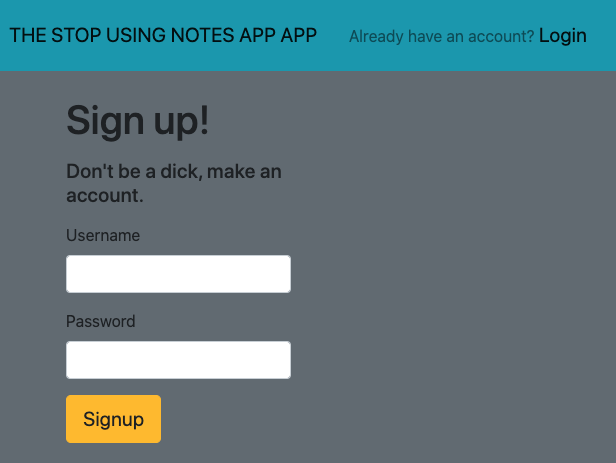 THE STOP USING NOTES APP APP
Already have an account? Login
Sign up!
Don't be a dick, make an
account.
Username
Password
Signup